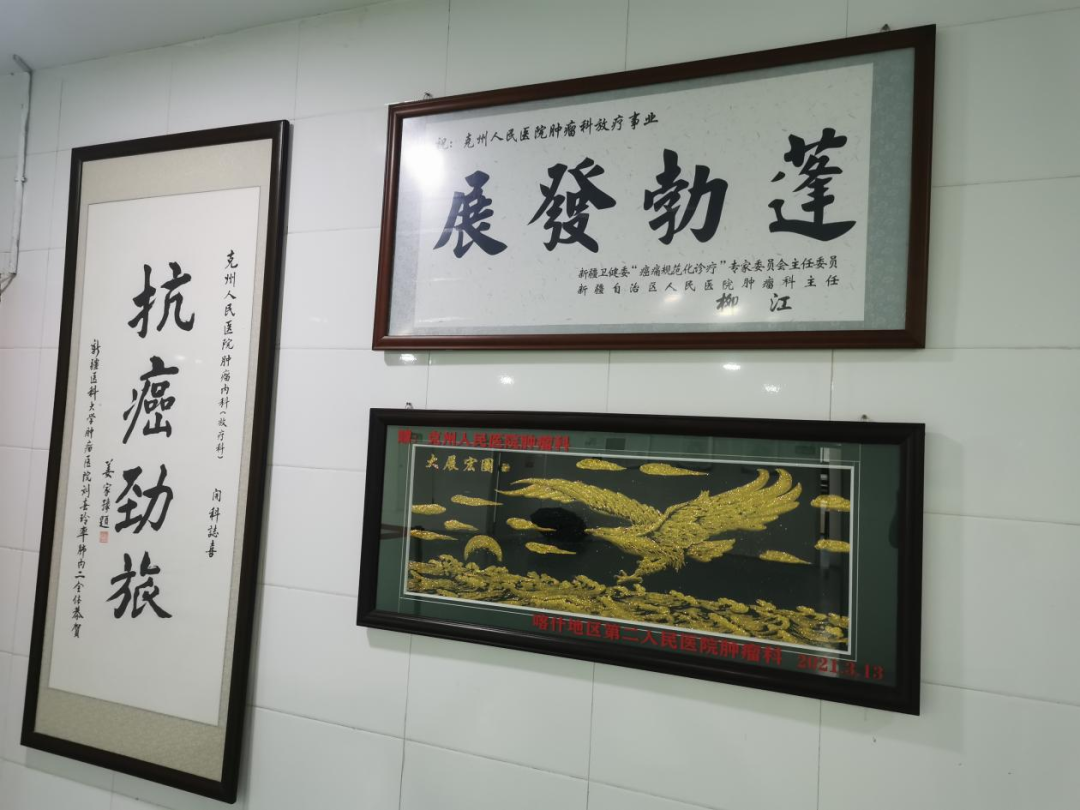 克州人民医院肿瘤内科(放疗科) 开科誌喜
抗癌劲旅
姜家豫题
新疆医科大学肿瘤医院刘喜玲率肺内二全体恭贺
祝:克州人民医院肿瘤科放疗事业
展發勃蓬
新疆卫健委“癌痛规范化诊疗”专家委员会主任委员
新疆自治区人民医院肿瘤科主任
柳江
赠:克州人民医院肿瘤科
大展宏圖
喀什地区第二人民医院肿瘤科 2021.3.13